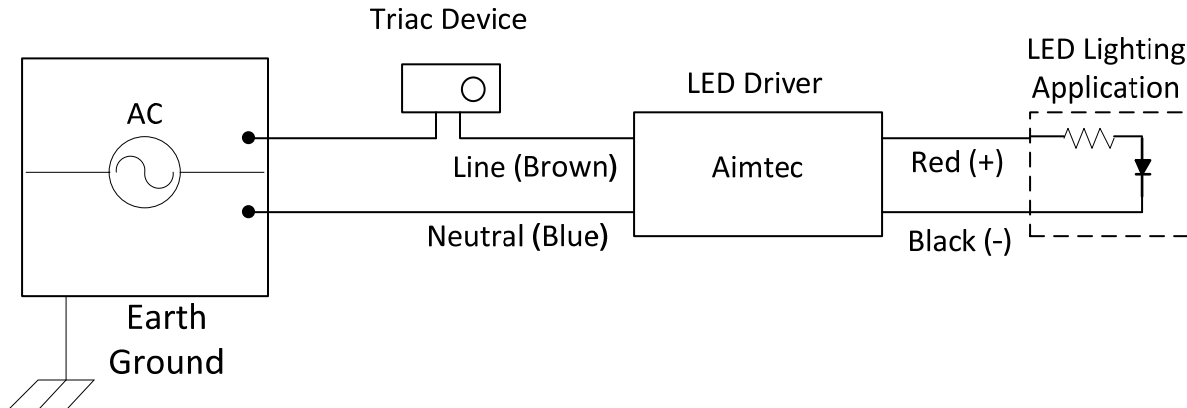 Triac Device
LED Lighting
Application
LED Driver
AC
Line (Brown)
Aimtec
Red (+)
Neutral (Blue)
Black (-)
Earth
Ground